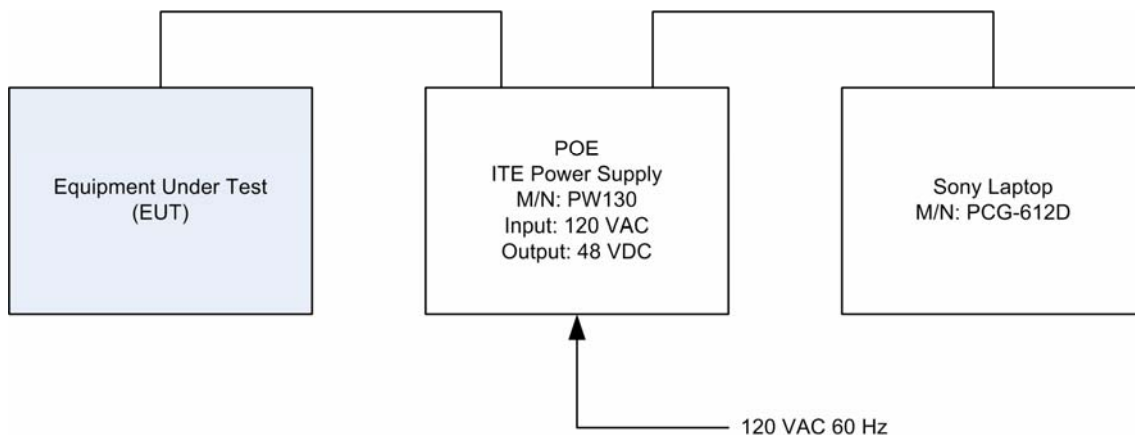 Equipment Under Test
(EUT)
POE
ITE Power Supply
M/N: PW130
Input: 120 VAC
Output: 48 VDC
Sony Laptop
M/N: PCG-612D
120 VAC 60 Hz